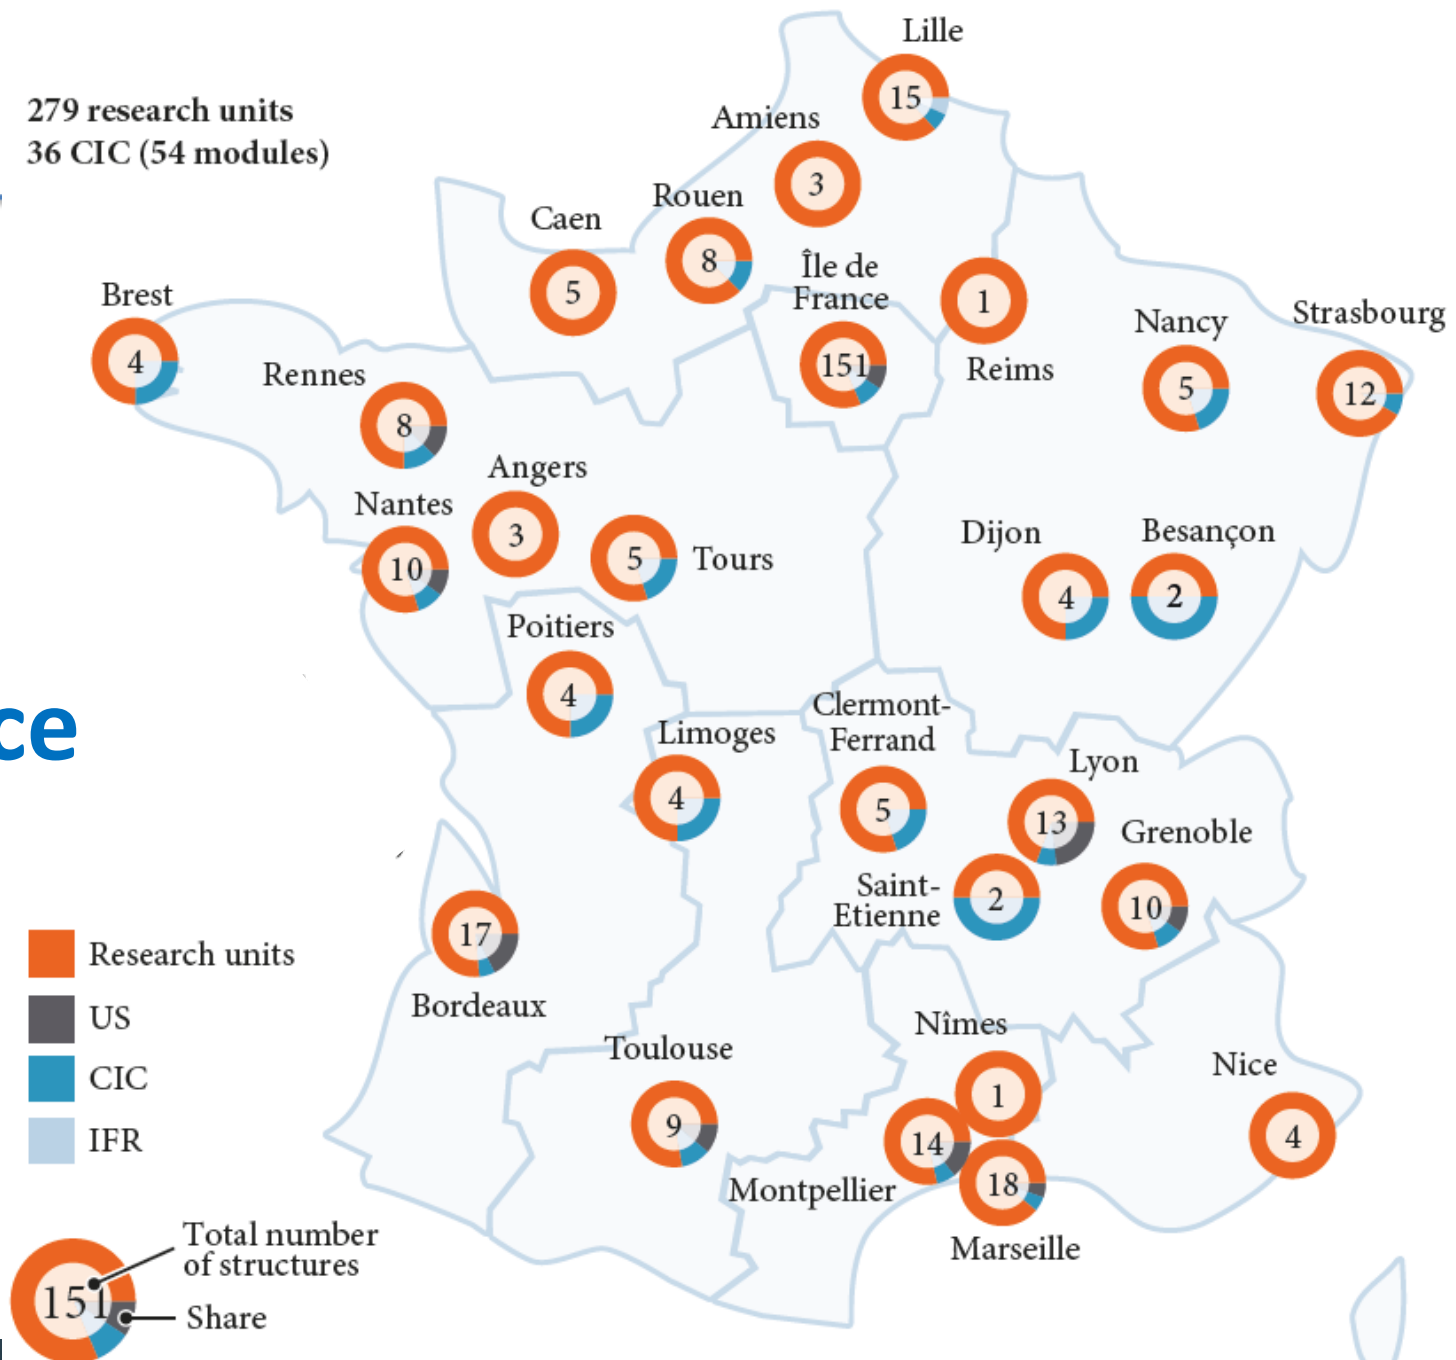 279 research units
36 CIC (54 modules)
Lille
15
Amiens
3
Rouen
8
Caen
5
Île de
France
151
1
Reims
Brest
4
Rennes
8
Nancy
5
Strasbourg
12
Angers
3
Nantes
10
5
Tours
Dijon
4
Besançon
2
Poitiers
4
Limoges
4
Clermont-
Ferrand
5
Lyon
13
Grenoble
10
Saint-
Etienne
2
17
Bordeaux
ce
Toulouse
9
Nîmes
1
14
Montpellier
18
Marseille
Nice
4
Research units
US
CIC
IFR
Total number
of structures
151
Share